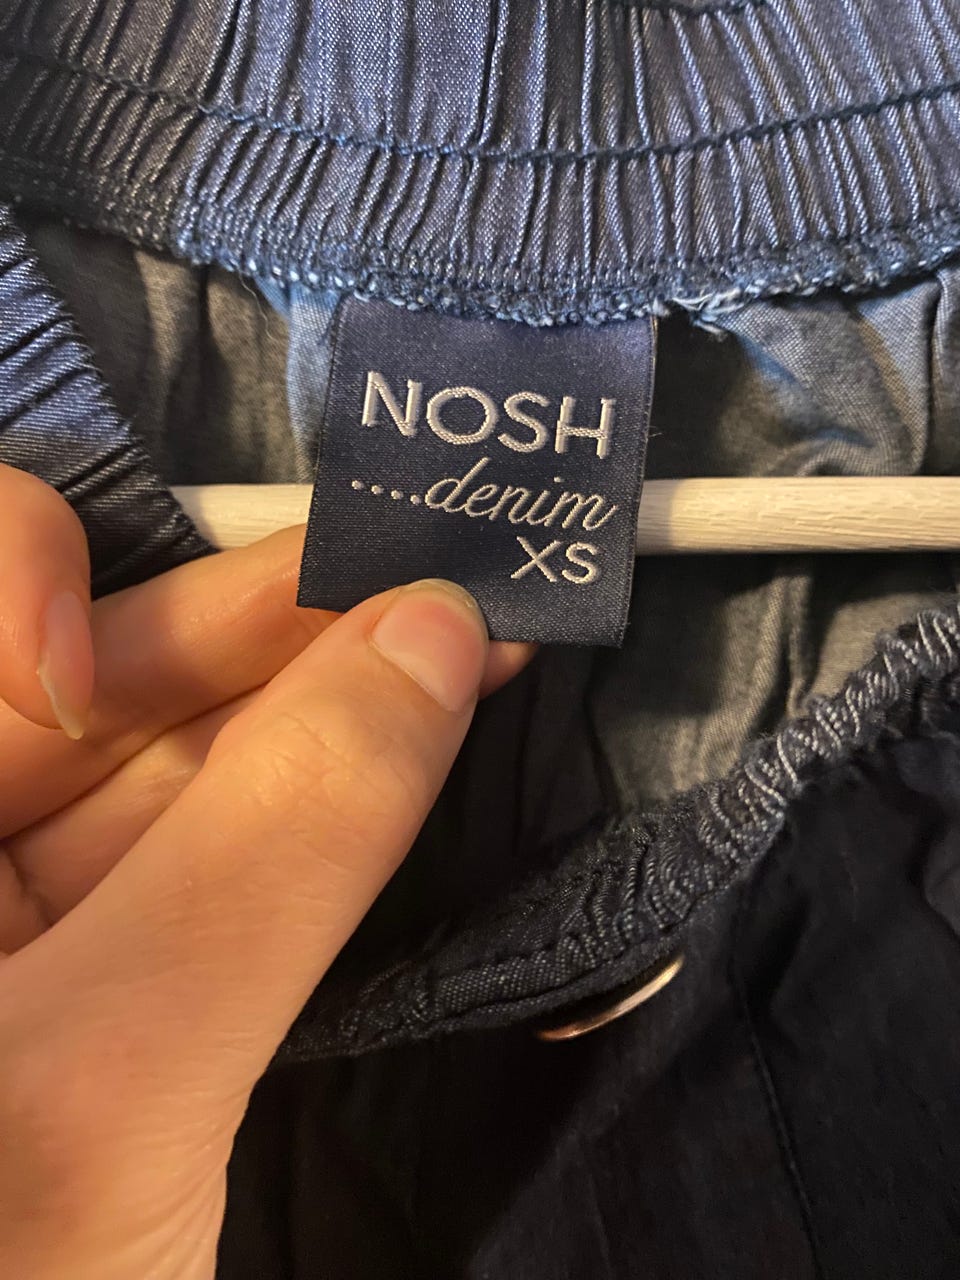 NOSH
....denim
XS